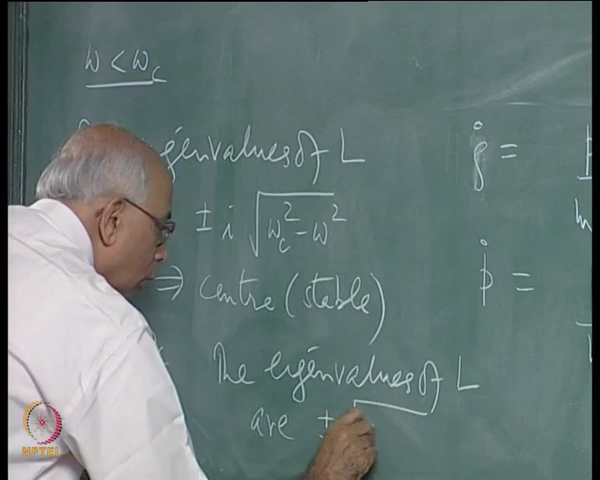 ω < ω_c
eigenvalues of L
± i √(ω_c² − ω²)
⇒ centre (stable)
The eigenvalues of L
are ±
q̇ =
ṗ =
NPTEL